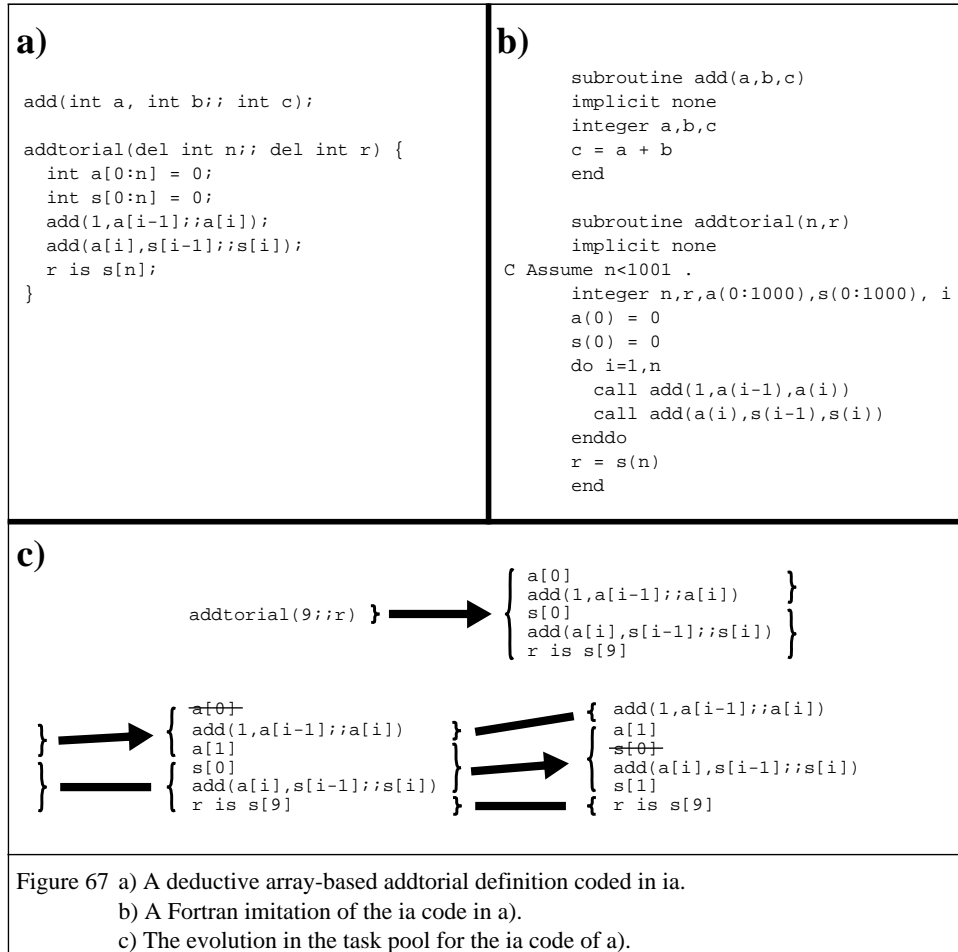 a)
add(int a, int b;; int c);
addtorial(del int n;; del int r) {
  int a[0:n] = 0;
  int s[0:n] = 0;
  add(1,a[i-1];;a[i]);
  add(a[i],s[i-1];;s[i]);
  r is s[n];
}
b)
      subroutine add(a,b,c)
      implicit none
      integer a,b,c
      c = a + b
      end
      subroutine addtorial(n,r)
      implicit none
C Assume n<1001 .
      integer n,r,a(0:1000),s(0:1000), i
      a(0) = 0
      s(0) = 0
      do i=1,n
        call add(1,a(i-1),a(i))
        call add(a(i),s(i-1),s(i))
      enddo
      r = s(n)
      end
c)
addtorial(9;;r) }
{ a[0] }
add(1,a[i-1];;a[i])
s[0]
add(a[i],s[i-1];;s[i])
r is s[9]
a[0]
add(1,a[i-1];;a[i])
a[1]
s[0]
add(a[i],s[i-1];;s[i])
r is s[9]
add(1,a[i-1];;a[i])
a[1]
s[0]
add(a[i],s[i-1];;s[i])
s[1]
r is s[9]
Figure 67 a) A deductive array-based addtorial definition coded in ia.
b) A Fortran imitation of the ia code in a).
c) The evolution in the task pool for the ia code of a).